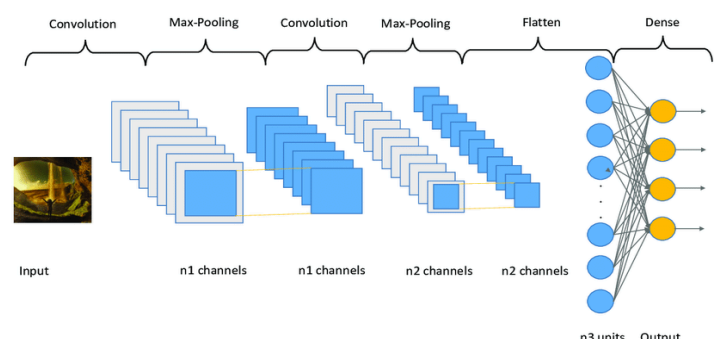 Convolution Max-Pooling Convolution Max-Pooling Flatten Dense
Input n1 channels n1 channels n2 channels n2 channels
n3 units Output